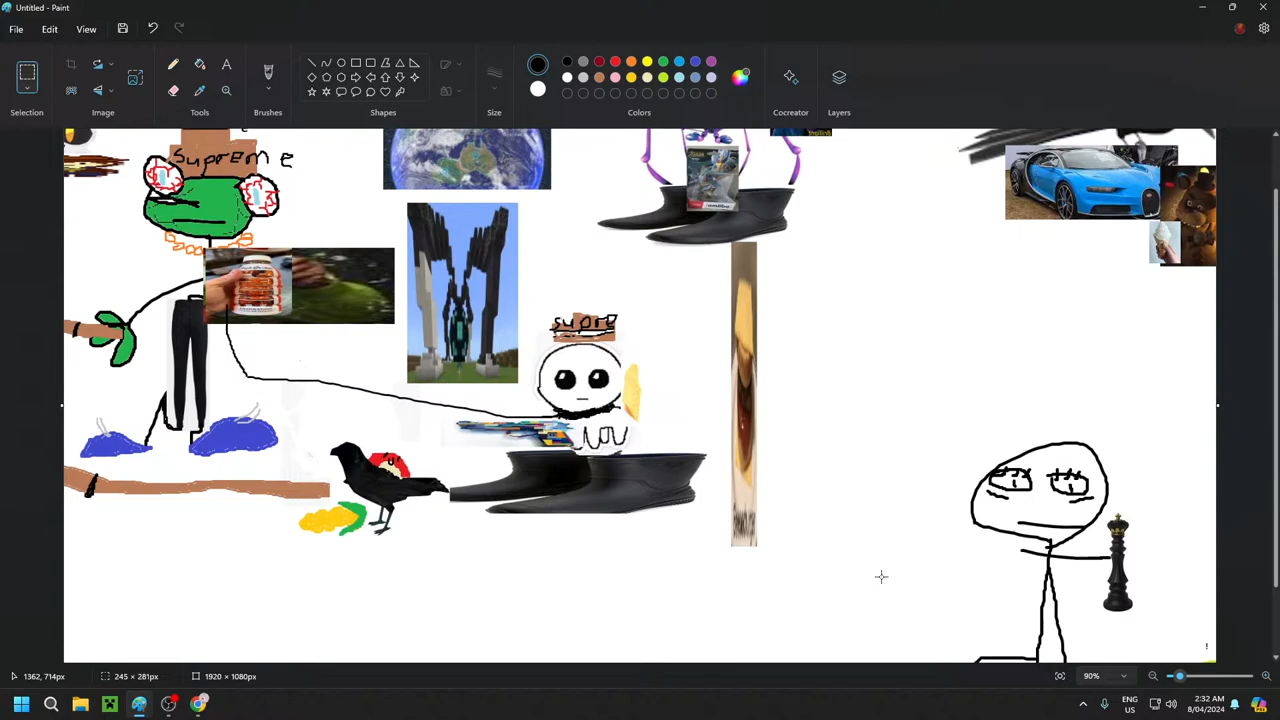 Untitled - Paint
File
Edit
View
Selection
Image
Tools
Brushes
Shapes
Size
Colors
Cocreator
Layers
supreme
amiibo
supre
!
1362, 714px
245 × 281px
1920 × 1080px
90%
ENG
US
2:32 AM
8/04/2024